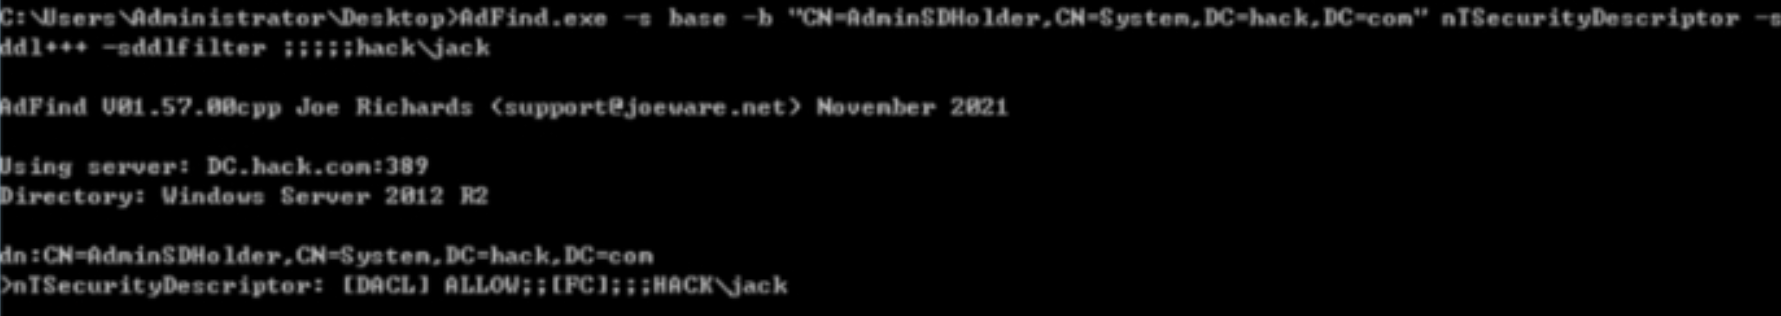 C:\Users\Administrator\Desktop>AdFind.exe -s base -b "CN=AdminSDHolder,CN=System,DC=hack,DC=com" nTSecurityDescriptor -s
ddl+++ -sddlfilter ;;;;;hack\jack
AdFind V01.57.00cpp Joe Richards (support@joeware.net) November 2021
Using server: DC.hack.com:389
Directory: Windows Server 2012 R2
dn:CN=AdminSDHolder,CN=System,DC=hack,DC=com
>nTSecurityDescriptor: [DACL] ALLOW;;[FC];;;HACK\jack